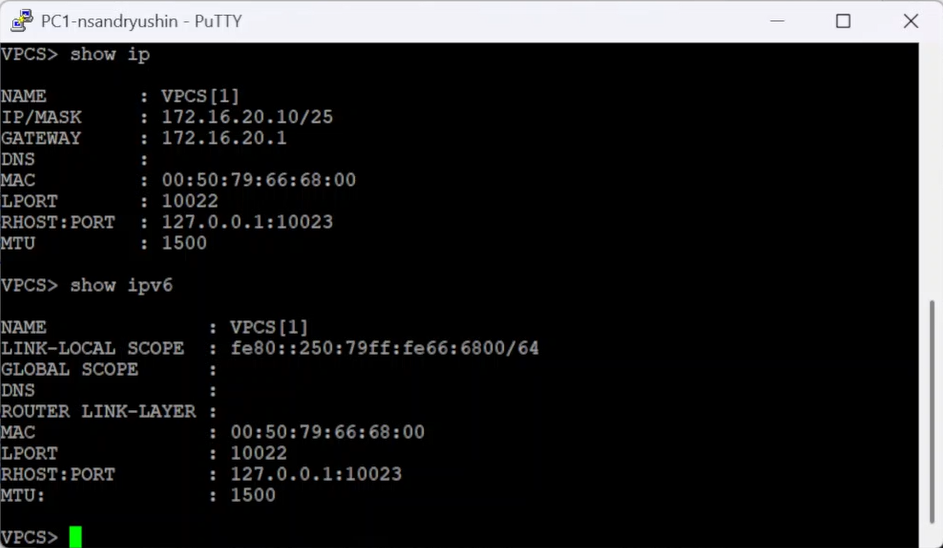 PC1-nsandryushin - PuTTY
VPCS> show ip
NAME : VPCS[1]
IP/MASK : 172.16.20.10/25
GATEWAY : 172.16.20.1
DNS :
MAC : 00:50:79:66:68:00
LPORT : 10022
RHOST:PORT : 127.0.0.1:10023
MTU : 1500
VPCS> show ipv6
NAME : VPCS[1]
LINK-LOCAL SCOPE : fe80::250:79ff:fe66:6800/64
GLOBAL SCOPE :
DNS :
ROUTER LINK-LAYER :
MAC : 00:50:79:66:68:00
LPORT : 10022
RHOST:PORT : 127.0.0.1:10023
MTU: : 1500
VPCS>